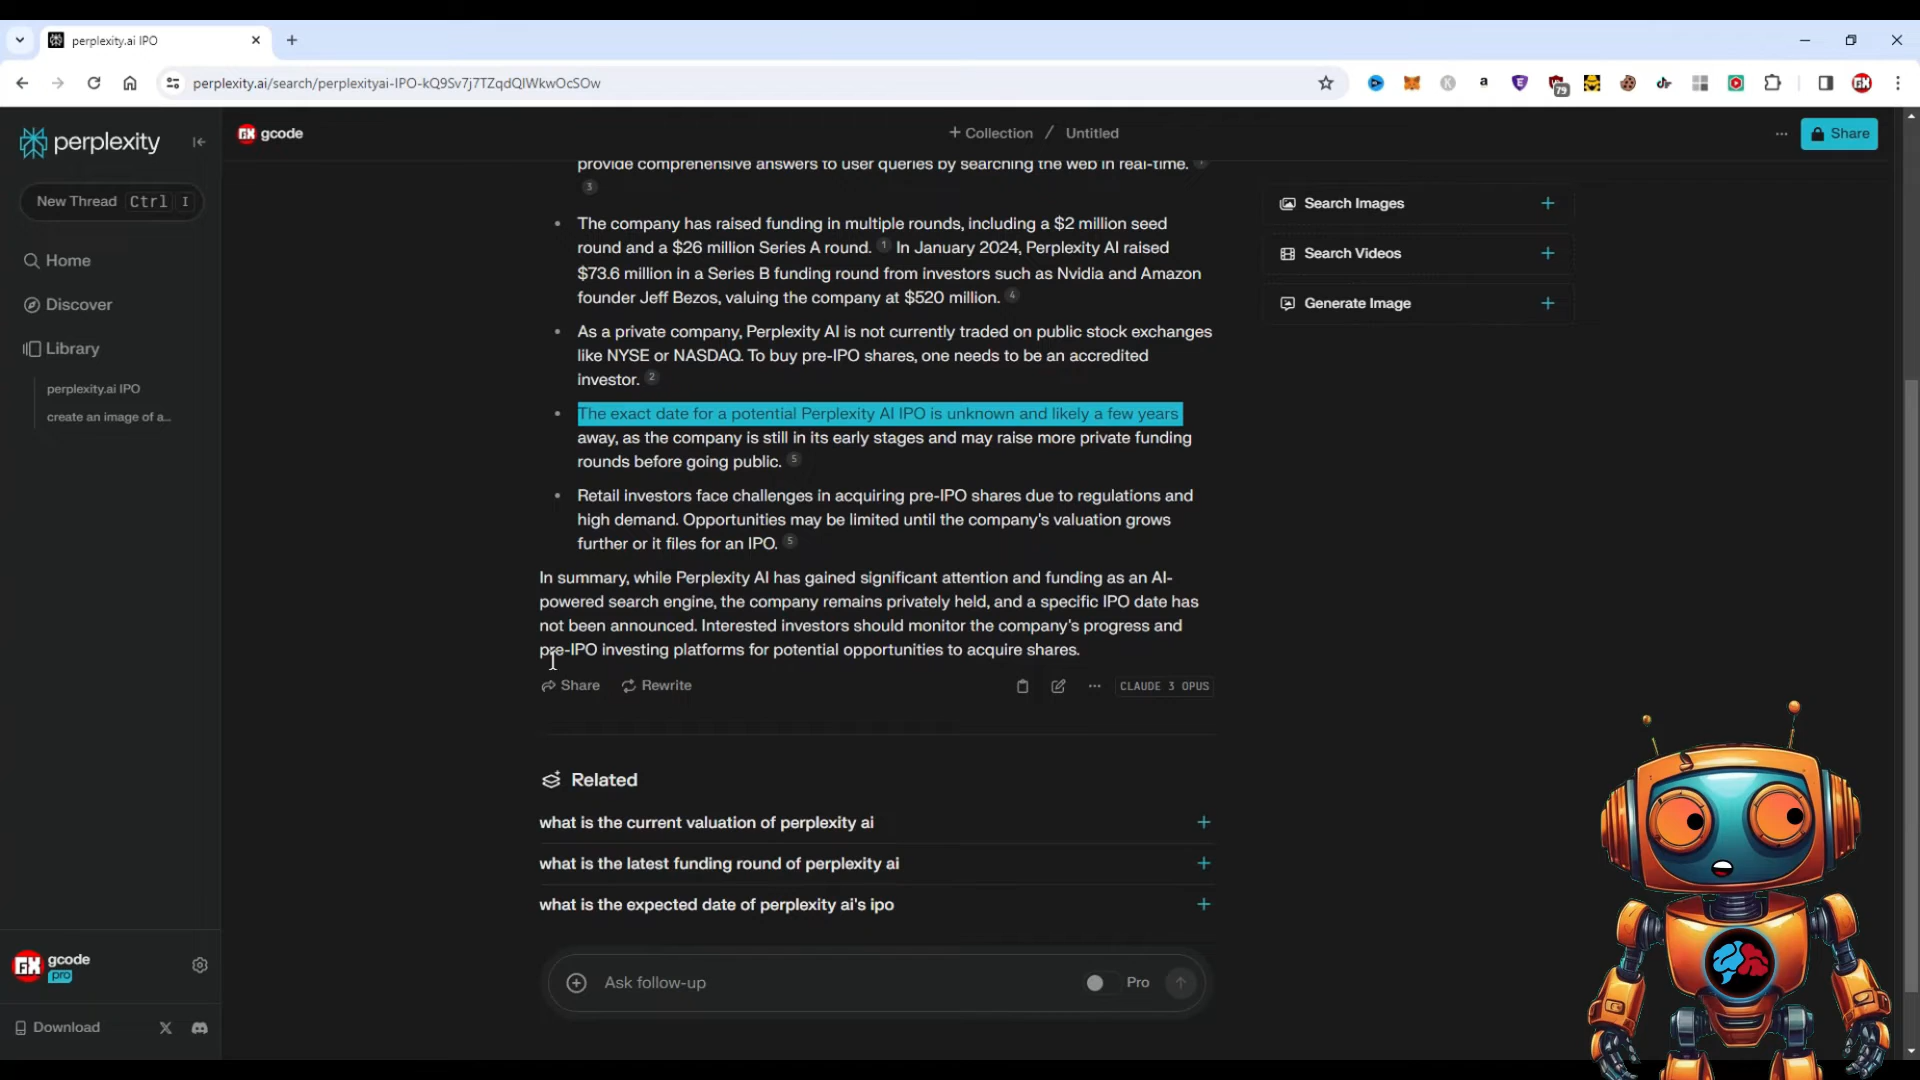 perplexity.ai IPO
perplexity.ai/search/perplexityai-IPO-kQ9Sv7j7TZqdQIWkwOcSOw
79
perplexity
New Thread Ctrl I
Home
Discover
Library
perplexity.ai IPO
create an image of a...
gcode
pro
Download
gcode
+ Collection / Untitled
Share
provide comprehensive answers to user queries by searching the web in real-time.
3
• The company has raised funding in multiple rounds, including a $2 million seed
round and a $26 million Series A round. 1 In January 2024, Perplexity AI raised
$73.6 million in a Series B funding round from investors such as Nvidia and Amazon
founder Jeff Bezos, valuing the company at $520 million. 4
• As a private company, Perplexity AI is not currently traded on public stock exchanges
like NYSE or NASDAQ. To buy pre-IPO shares, one needs to be an accredited
investor. 2
• The exact date for a potential Perplexity AI IPO is unknown and likely a few years
away, as the company is still in its early stages and may raise more private funding
rounds before going public. 5
• Retail investors face challenges in acquiring pre-IPO shares due to regulations and
high demand. Opportunities may be limited until the company's valuation grows
further or it files for an IPO. 5
In summary, while Perplexity AI has gained significant attention and funding as an AI-
powered search engine, the company remains privately held, and a specific IPO date has
not been announced. Interested investors should monitor the company's progress and
pre-IPO investing platforms for potential opportunities to acquire shares.
Share Rewrite CLAUDE 3 OPUS
Related
what is the current valuation of perplexity ai
what is the latest funding round of perplexity ai
what is the expected date of perplexity ai's ipo
Ask follow-up Pro
Search Images
Search Videos
Generate Image